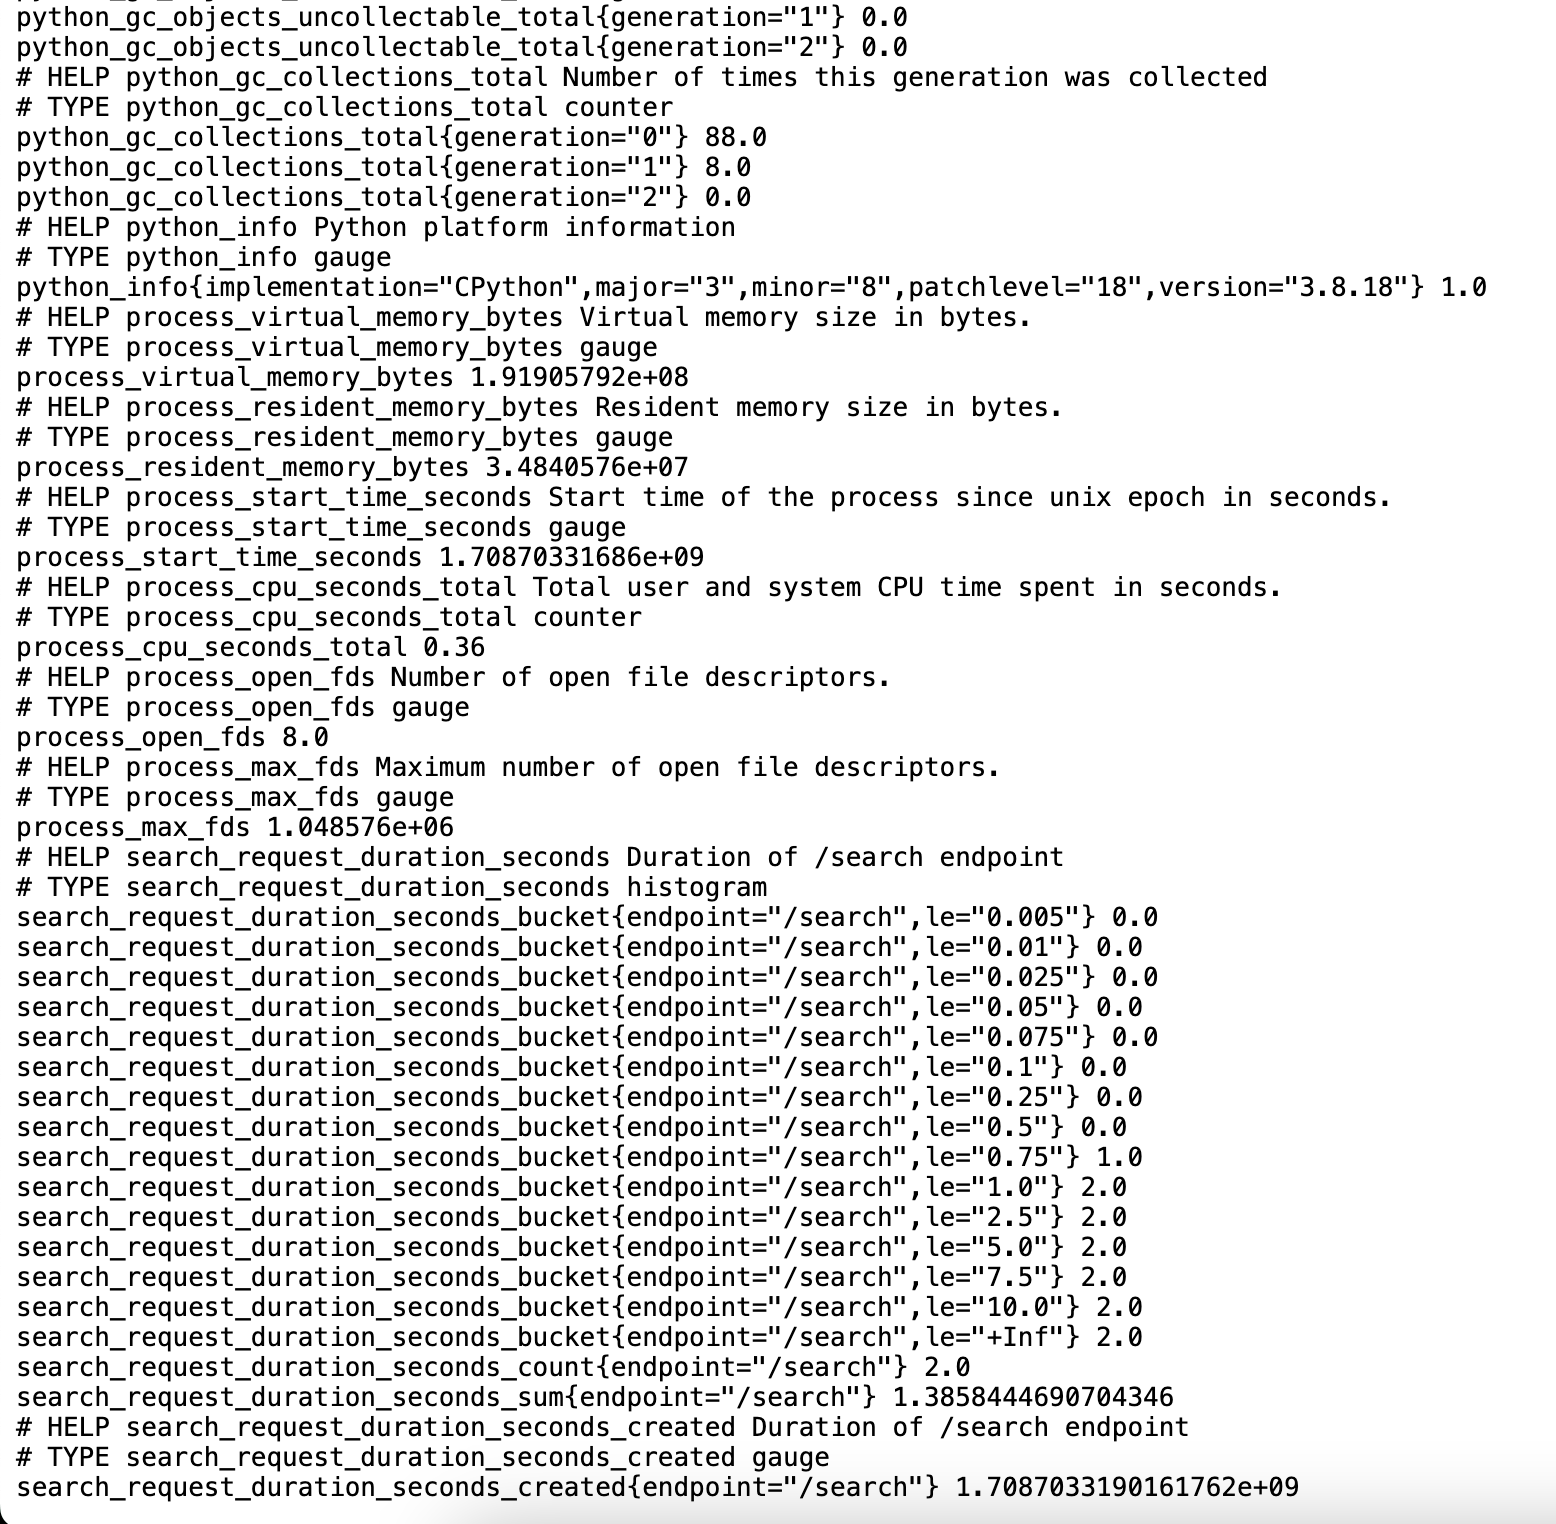 python_gc_objects_uncollectable_total{generation="1"} 0.0
python_gc_objects_uncollectable_total{generation="2"} 0.0
# HELP python_gc_collections_total Number of times this generation was collected
# TYPE python_gc_collections_total counter
python_gc_collections_total{generation="0"} 88.0
python_gc_collections_total{generation="1"} 8.0
python_gc_collections_total{generation="2"} 0.0
# HELP python_info Python platform information
# TYPE python_info gauge
python_info{implementation="CPython",major="3",minor="8",patchlevel="18",version="3.8.18"} 1.0
# HELP process_virtual_memory_bytes Virtual memory size in bytes.
# TYPE process_virtual_memory_bytes gauge
process_virtual_memory_bytes 1.91905792e+08
# HELP process_resident_memory_bytes Resident memory size in bytes.
# TYPE process_resident_memory_bytes gauge
process_resident_memory_bytes 3.4840576e+07
# HELP process_start_time_seconds Start time of the process since unix epoch in seconds.
# TYPE process_start_time_seconds gauge
process_start_time_seconds 1.70870331686e+09
# HELP process_cpu_seconds_total Total user and system CPU time spent in seconds.
# TYPE process_cpu_seconds_total counter
process_cpu_seconds_total 0.36
# HELP process_open_fds Number of open file descriptors.
# TYPE process_open_fds gauge
process_open_fds 8.0
# HELP process_max_fds Maximum number of open file descriptors.
# TYPE process_max_fds gauge
process_max_fds 1.048576e+06
# HELP search_request_duration_seconds Duration of /search endpoint
# TYPE search_request_duration_seconds histogram
search_request_duration_seconds_bucket{endpoint="/search",le="0.005"} 0.0
search_request_duration_seconds_bucket{endpoint="/search",le="0.01"} 0.0
search_request_duration_seconds_bucket{endpoint="/search",le="0.025"} 0.0
search_request_duration_seconds_bucket{endpoint="/search",le="0.05"} 0.0
search_request_duration_seconds_bucket{endpoint="/search",le="0.075"} 0.0
search_request_duration_seconds_bucket{endpoint="/search",le="0.1"} 0.0
search_request_duration_seconds_bucket{endpoint="/search",le="0.25"} 0.0
search_request_duration_seconds_bucket{endpoint="/search",le="0.5"} 0.0
search_request_duration_seconds_bucket{endpoint="/search",le="0.75"} 1.0
search_request_duration_seconds_bucket{endpoint="/search",le="1.0"} 2.0
search_request_duration_seconds_bucket{endpoint="/search",le="2.5"} 2.0
search_request_duration_seconds_bucket{endpoint="/search",le="5.0"} 2.0
search_request_duration_seconds_bucket{endpoint="/search",le="7.5"} 2.0
search_request_duration_seconds_bucket{endpoint="/search",le="10.0"} 2.0
search_request_duration_seconds_bucket{endpoint="/search",le="+Inf"} 2.0
search_request_duration_seconds_count{endpoint="/search"} 2.0
search_request_duration_seconds_sum{endpoint="/search"} 1.3858444690704346
# HELP search_request_duration_seconds_created Duration of /search endpoint
# TYPE search_request_duration_seconds_created gauge
search_request_duration_seconds_created{endpoint="/search"} 1.7087033190161762e+09